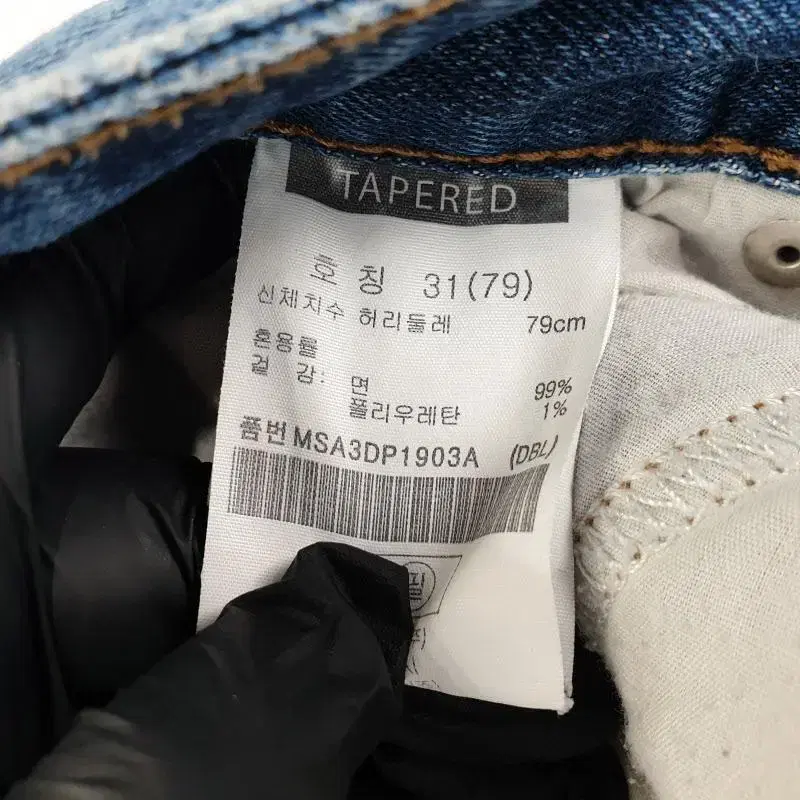 TAPERED
호 칭 31(79)
신체치수 허리둘레 79cm
혼용률
겉 감: 면 99%
폴리우레탄 1%
품번 MSA3DP1903A (DBL)
필